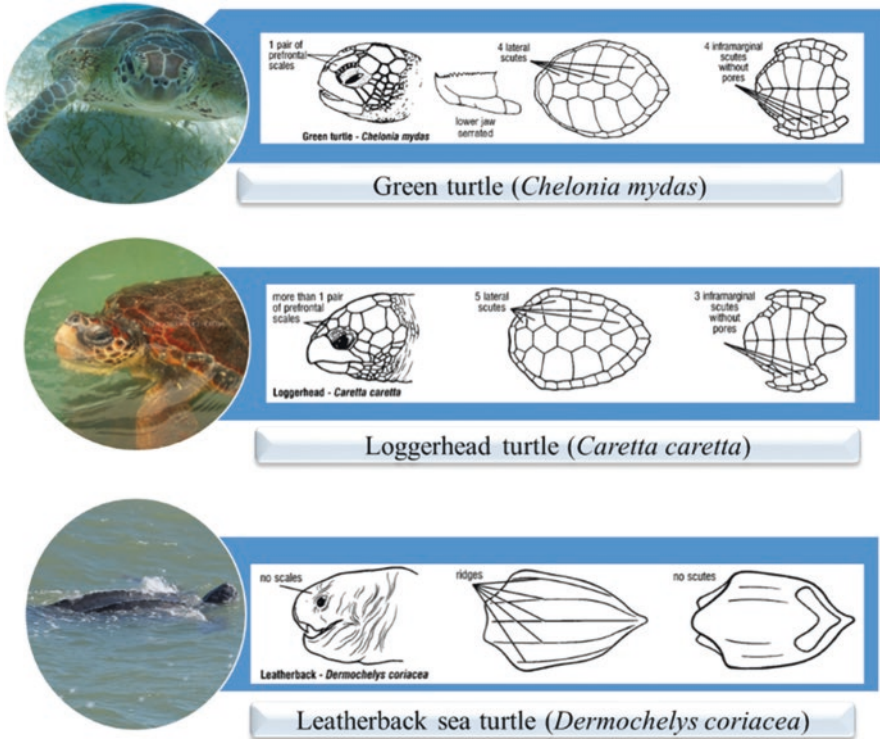 1 pair of
prefrontal
scales
4 lateral
scutes
4 inframarginal
scutes
without
pores
lower jaw
serrated
Green turtle - Chelonia mydas
Green turtle (Chelonia mydas)
more than 1 pair
of prefrontal
scales
5 lateral
scutes
3 inframarginal
scutes
without
pores
Loggerhead - Caretta caretta
Loggerhead turtle (Caretta caretta)
no scales
ridges
no scutes
Leatherback - Dermochelys coriacea
Leatherback sea turtle (Dermochelys coriacea)